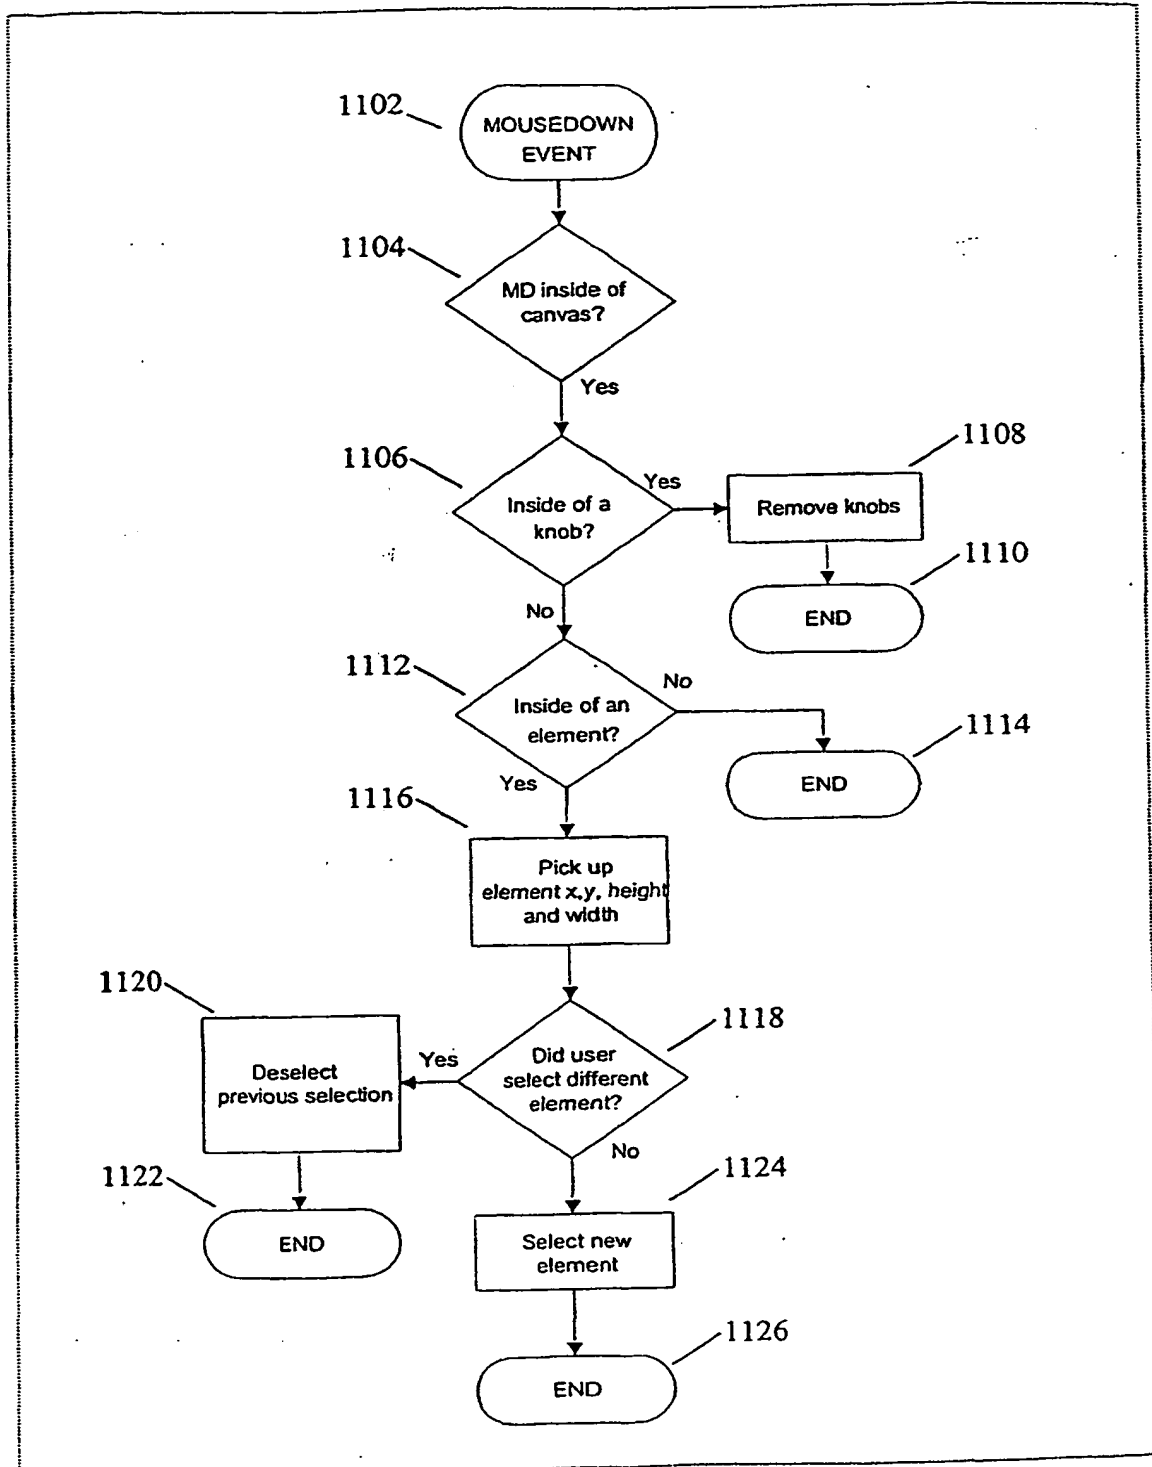 1102
MOUSEDOWN
EVENT
1104
MD inside of
canvas?
Yes
1106
Inside of a
knob?
Yes
1108
Remove knobs
1110
END
No
1112
Inside of an
element?
No
1114
END
Yes
1116
Pick up
element x,y, height
and width
1118
Did user
select different
element?
Yes
1120
Deselect
previous selection
1122
END
No
1124
Select new
element
1126
END